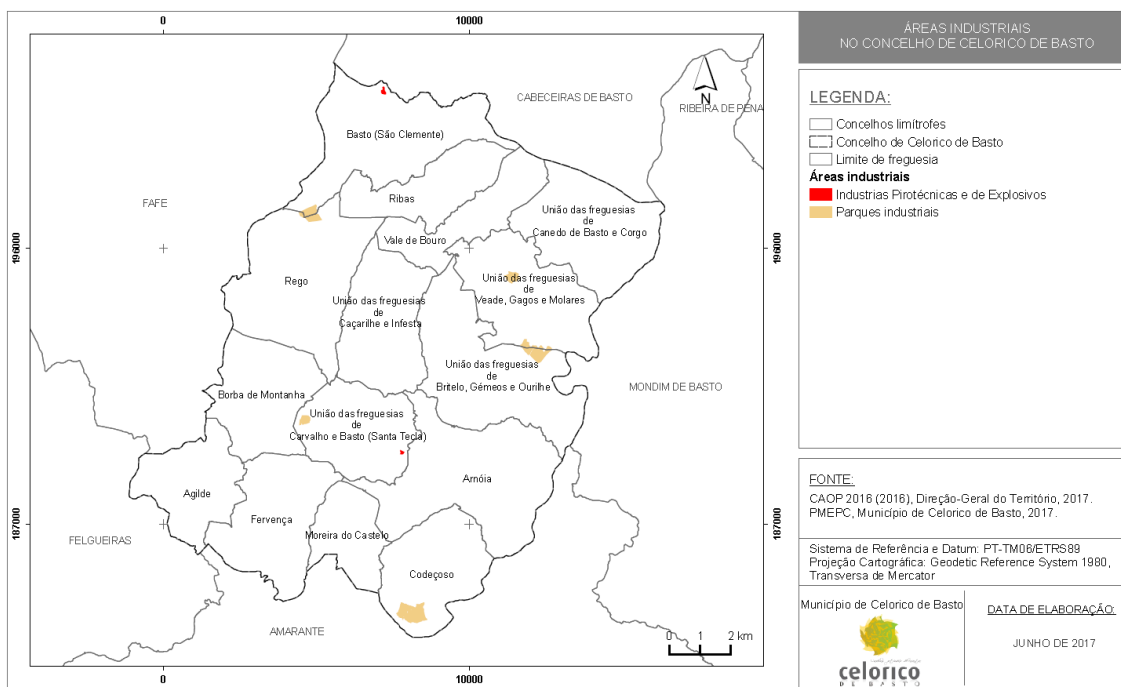 0
10000
ÁREAS INDUSTRIAIS
NO CONCELHO DE CELORICO DE BASTO
CABECEIRAS DE BASTO
RIBEIRA DE PENA
N
Basto (São Clemente)
FAFE
Ribas
União das freguesias
de
Canedo de Basto e Corgo
Vale de Bouro
196000
196000
Rego
União das freguesias
de
Veade, Gagos e Molares
União das freguesias
de
Caçarilhe e Infesta
União das freguesias
de
Britelo, Gémeos e Ourilhe
MONDIM DE BASTO
Borba de Montanha
União das freguesias
de
Carvalho e Basto (Santa Tecla)
Arnóia
Agilde
Fervença
187000
187000
Moreira do Castelo
FELGUEIRAS
Codeçoso
AMARANTE
0 1 2 km
0
10000
LEGENDA:
Concelhos limítrofes
Concelho de Celorico de Basto
Limite de freguesia
Áreas industriais
Industrias Pirotécnicas e de Explosivos
Parques industriais
FONTE:
CAOP 2016 (2016), Direção-Geral do Território, 2017.
PMEPC, Município de Celorico de Basto, 2017.
Sistema de Referência e Datum: PT-TM06/ETRS89
Projeção Cartográfica: Geodetic Reference System 1980,
Transversa de Mercator
Município de Celorico de Basto
celorico
DE BASTO
DATA DE ELABORAÇÃO:
JUNHO DE 2017